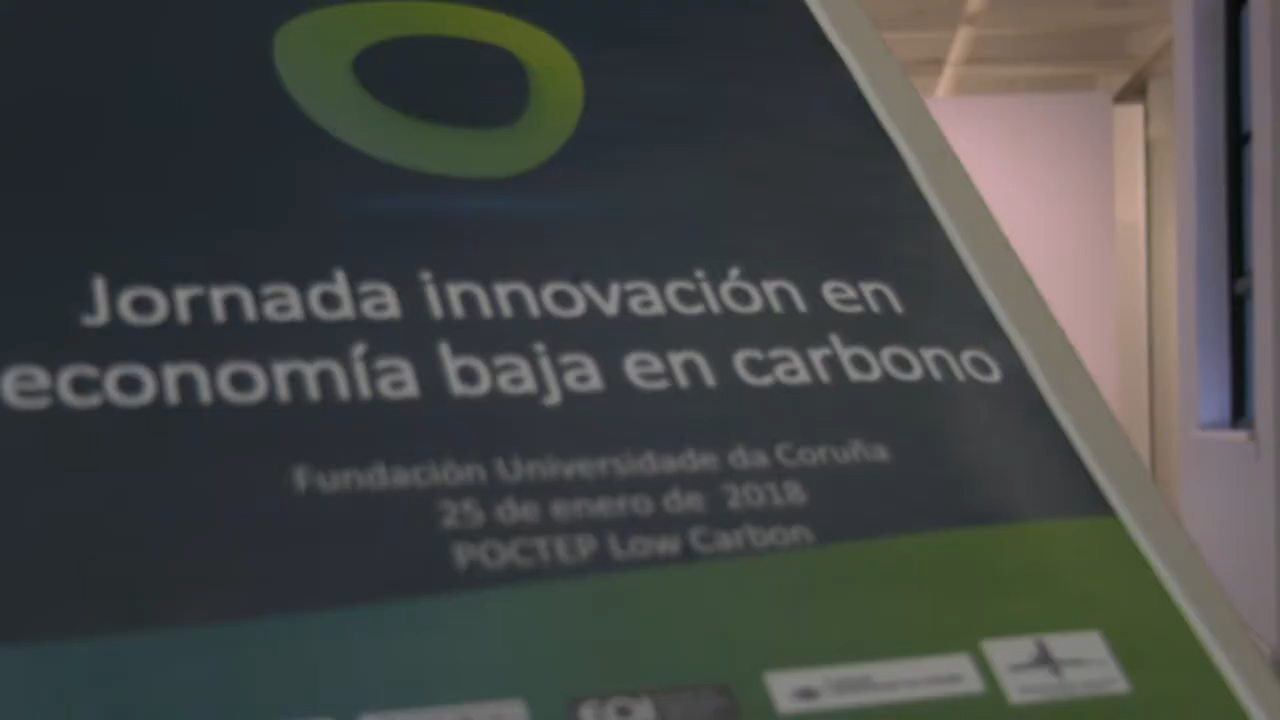 Jornada innovación en
economía baja en carbono
Fundación Universidade da Coruña
25 de enero de 2018
POCTEP Low Carbon
EOI